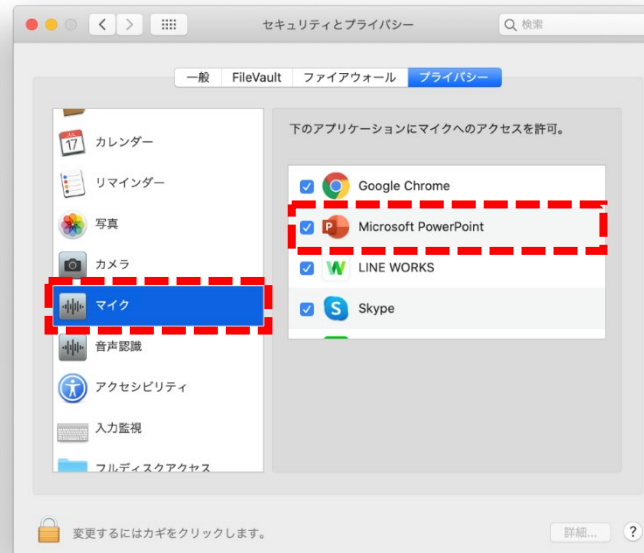 セキュリティとプライバシー
検索
一般
FileVault
ファイアウォール
プライバシー
カレンダー
リマインダー
写真
カメラ
マイク
音声認識
アクセシビリティ
入力監視
フルディスクアクセス
下のアプリケーションにマイクへのアクセスを許可。
Google Chrome
Microsoft PowerPoint
LINE WORKS
Skype
変更するにはカギをクリックします。
詳細...
?